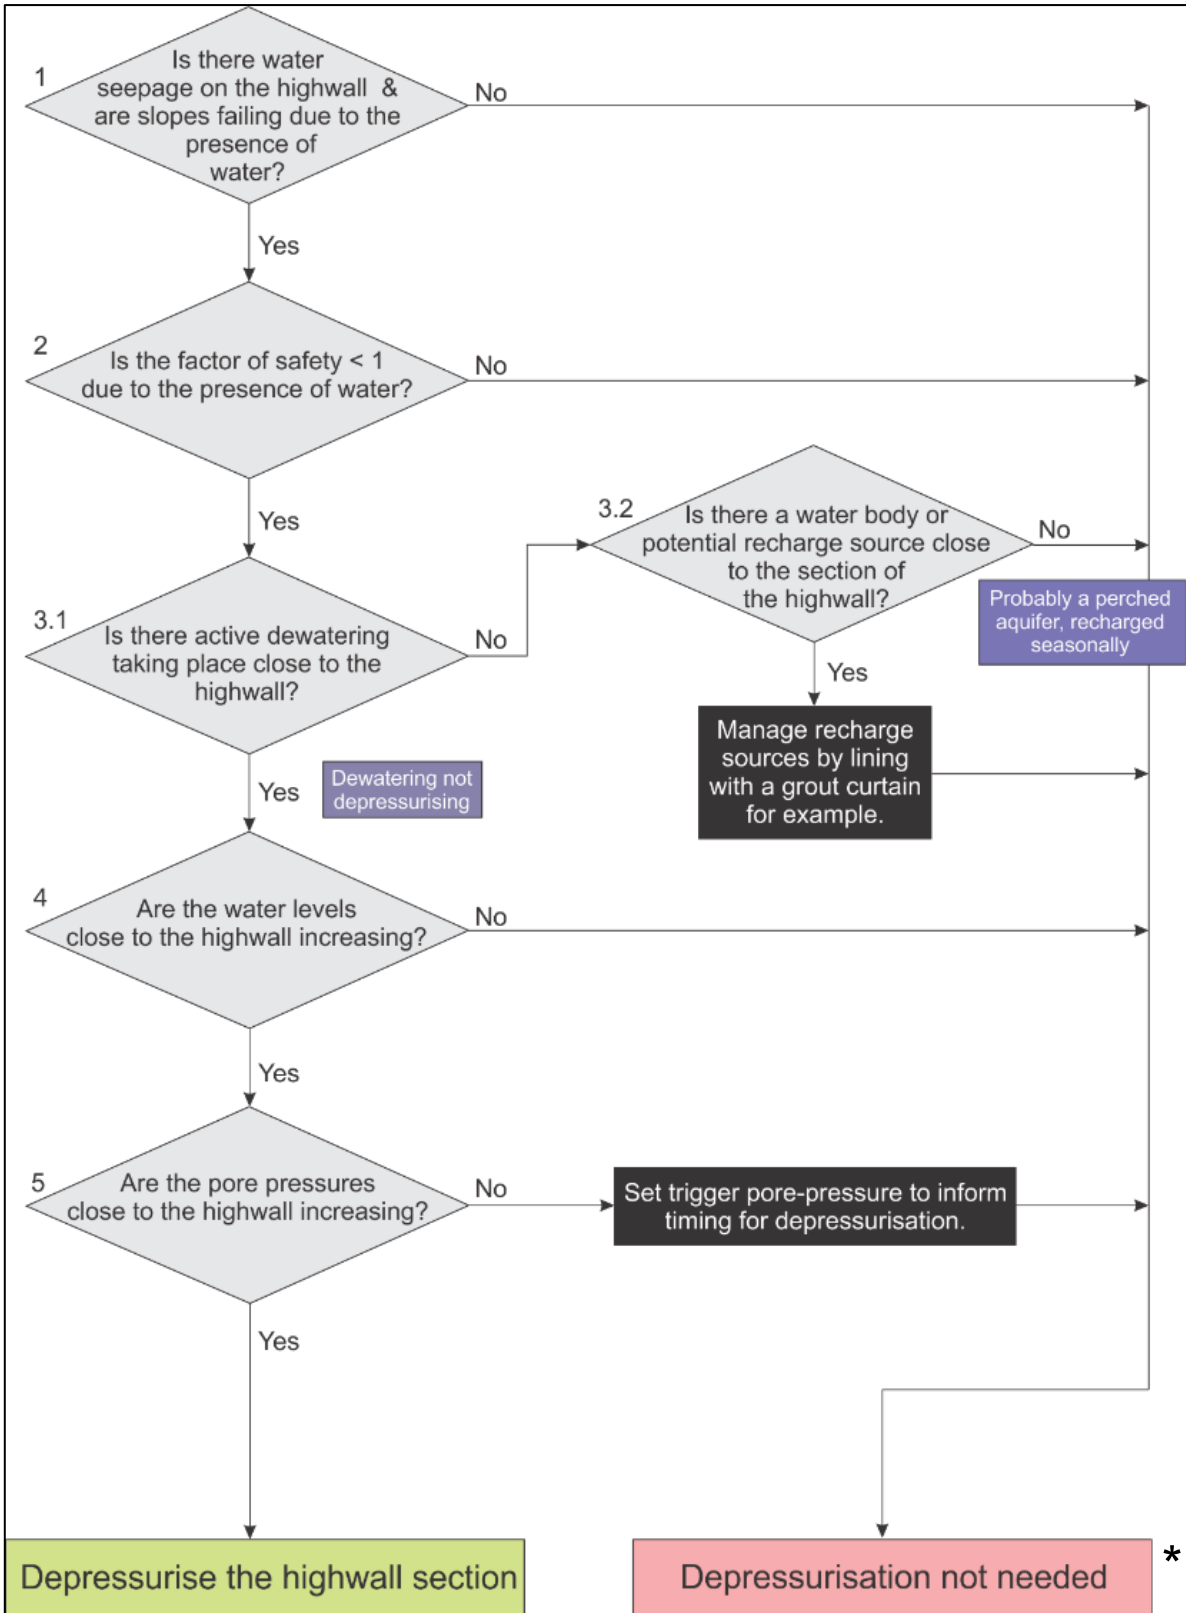 1
Is there water
seepage on the highwall &
are slopes failing due to the
presence of
water?
No
Yes
2
Is the factor of safety < 1
due to the presence of water?
No
Yes
3.1
Is there active dewatering
taking place close to the
highwall?
No
3.2
Is there a water body or
potential recharge source close
to the section of
the highwall?
No
Probably a perched
aquifer, recharged
seasonally
Yes
Manage recharge
sources by lining
with a grout curtain
for example.
Yes
Dewatering not
depressurising
4
Are the water levels
close to the highwall increasing?
No
Yes
5
Are the pore pressures
close to the highwall increasing?
No
Set trigger pore-pressure to inform
timing for depressurisation.
Yes
Depressurise the highwall section
Depressurisation not needed
*